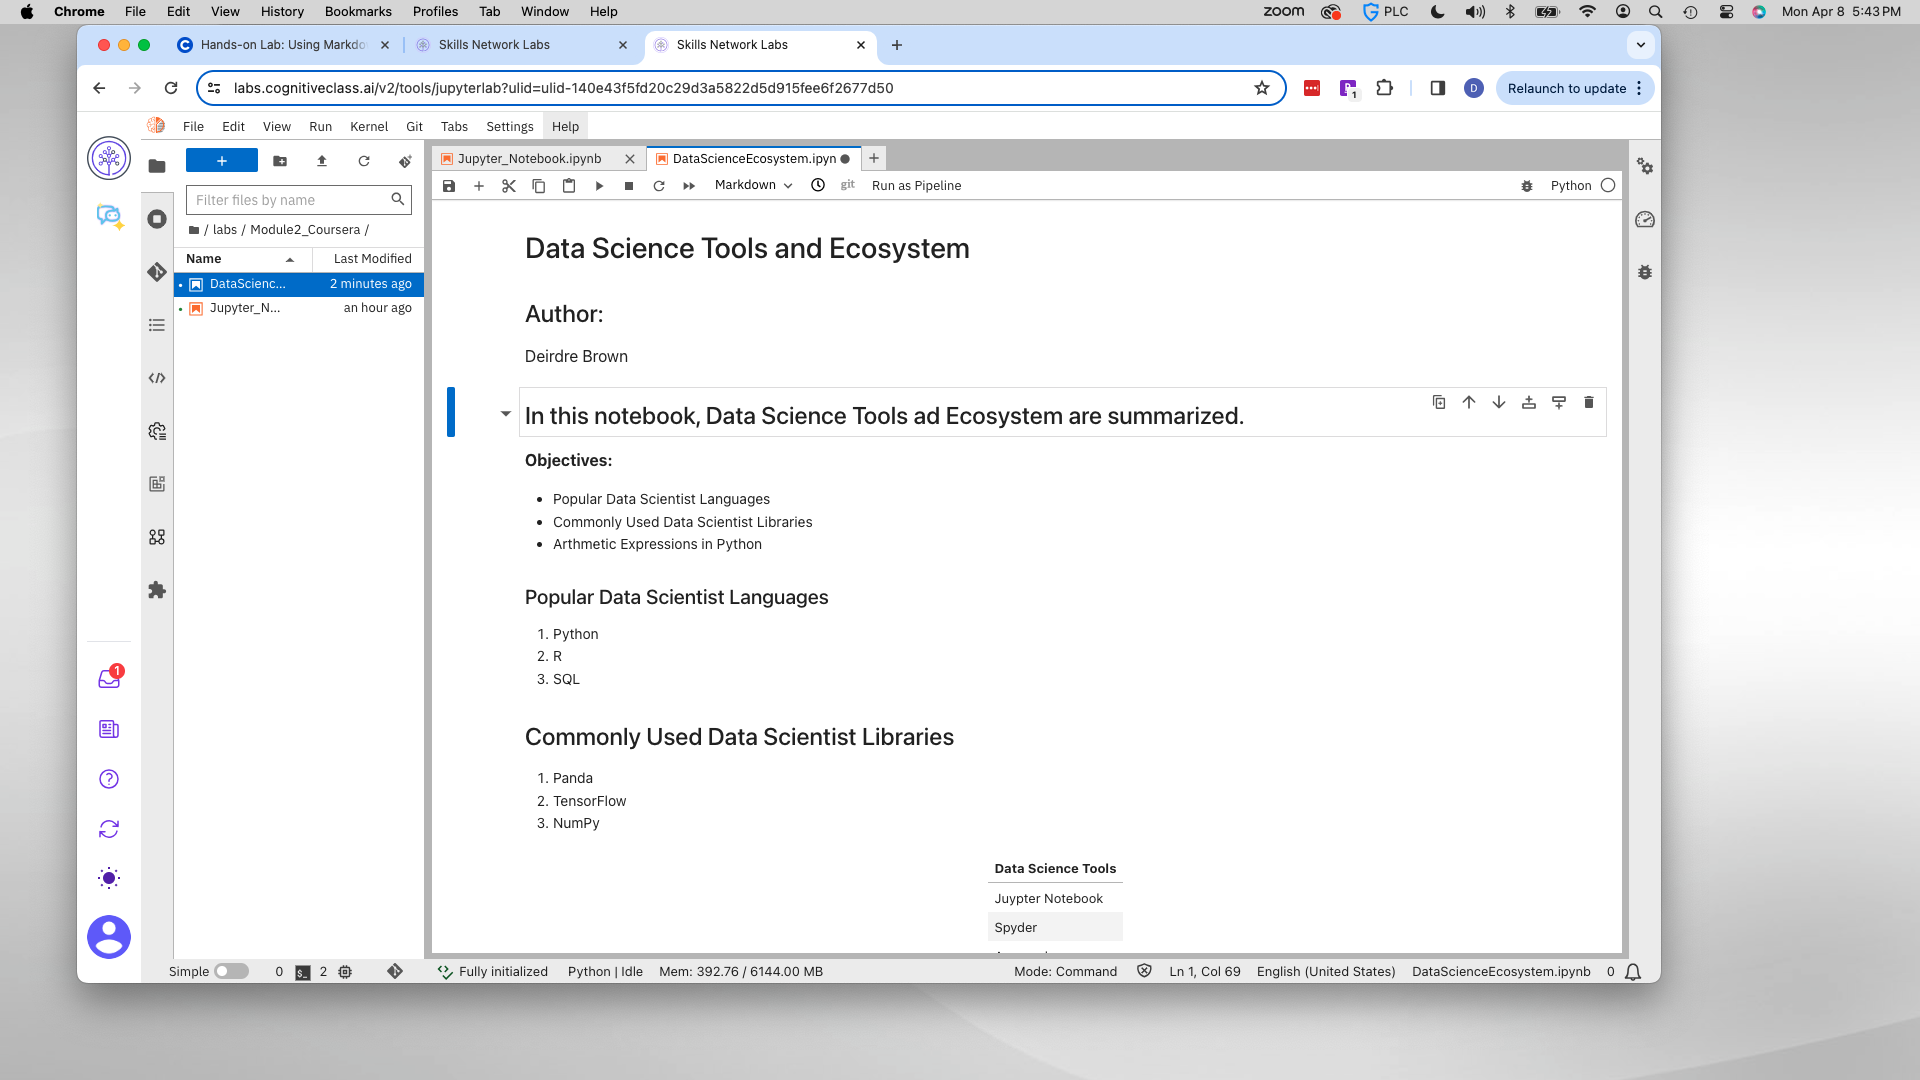 Chrome File Edit View History Bookmarks Profiles Tab Window Help zoom PLC Mon Apr 8 5:43 PM
Hands-on Lab: Using Markdo Skills Network Labs Skills Network Labs
labs.cognitiveclass.ai/v2/tools/jupyterlab?ulid=ulid-140e43f5fd20c29d3a5822d5d915fee6f2677d50 1 D Relaunch to update
File Edit View Run Kernel Git Tabs Settings Help
Jupyter_Notebook.ipynb DataScienceEcosystem.ipyn
Markdown git Run as Pipeline Python
Filter files by name
/ labs / Module2_Coursera /
Name Last Modified
DataScienc... 2 minutes ago
Jupyter_N... an hour ago
Data Science Tools and Ecosystem
Author:
Deirdre Brown
In this notebook, Data Science Tools ad Ecosystem are summarized.
Objectives:
• Popular Data Scientist Languages
• Commonly Used Data Scientist Libraries
• Arthmetic Expressions in Python
Popular Data Scientist Languages
1. Python
2. R
3. SQL
Commonly Used Data Scientist Libraries
1. Panda
2. TensorFlow
3. NumPy
Data Science Tools
Juypter Notebook
Spyder
1
Simple 0 2 Fully initialized Python | Idle Mem: 392.76 / 6144.00 MB Mode: Command Ln 1, Col 69 English (United States) DataScienceEcosystem.ipynb 0